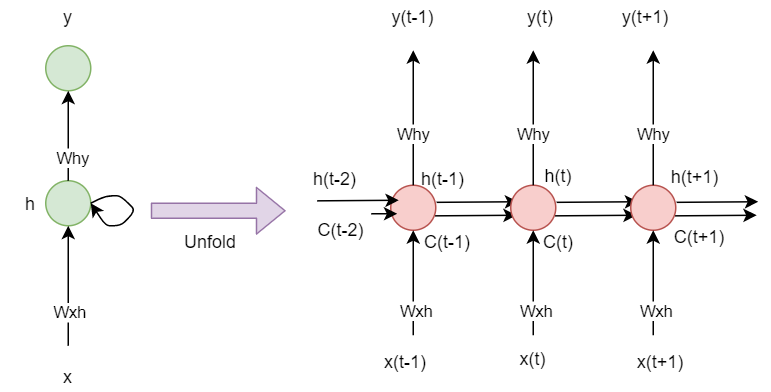 y
Why
h
Wxh
x
Unfold
y(t-1)
y(t)
y(t+1)
Why
Why
Why
h(t-2)
h(t-1)
h(t)
h(t+1)
C(t-2)
C(t-1)
C(t)
C(t+1)
Wxh
Wxh
Wxh
x(t-1)
x(t)
x(t+1)